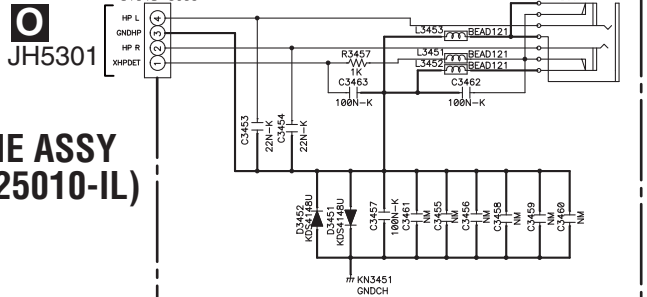 O
JH5301
HP L 4
GNDHP 3
HP R 2
XHPDET 1
L3453 BEAD121
L3451 BEAD121
L3452 BEAD121
R3457
1K
C3463
100N-K
C3462
100N-K
C3453
22N-K
C3454
22N-K
IE ASSY
25010-IL)
D3452
KDS4148U
D3451
KDS4148U
C3457
100N-K
C3461
NM
C3455
NM
C3456
NM
C3458
NM
C3459
NM
C3460
NM
KN3451
GNDCH